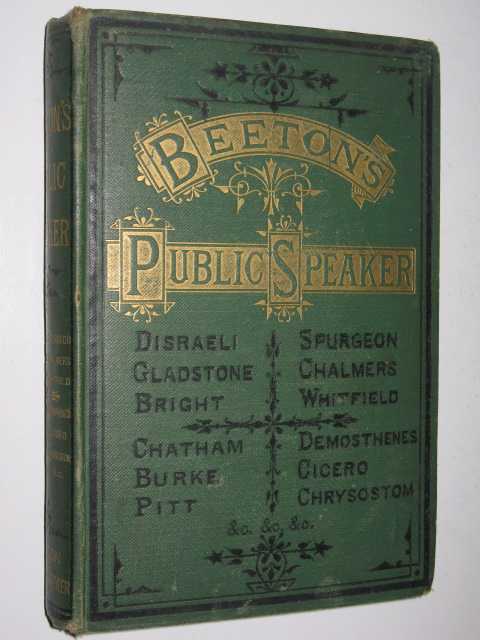 BEETON'S
PUBLIC SPEAKER
DISRAELI
GLADSTONE
BRIGHT
SPURGEON
CHALMERS
WHITFIELD
CHATHAM
BURKE
PITT
DEMOSTHENES
CICERO
CHRYSOSTOM
&c. &c. &c.